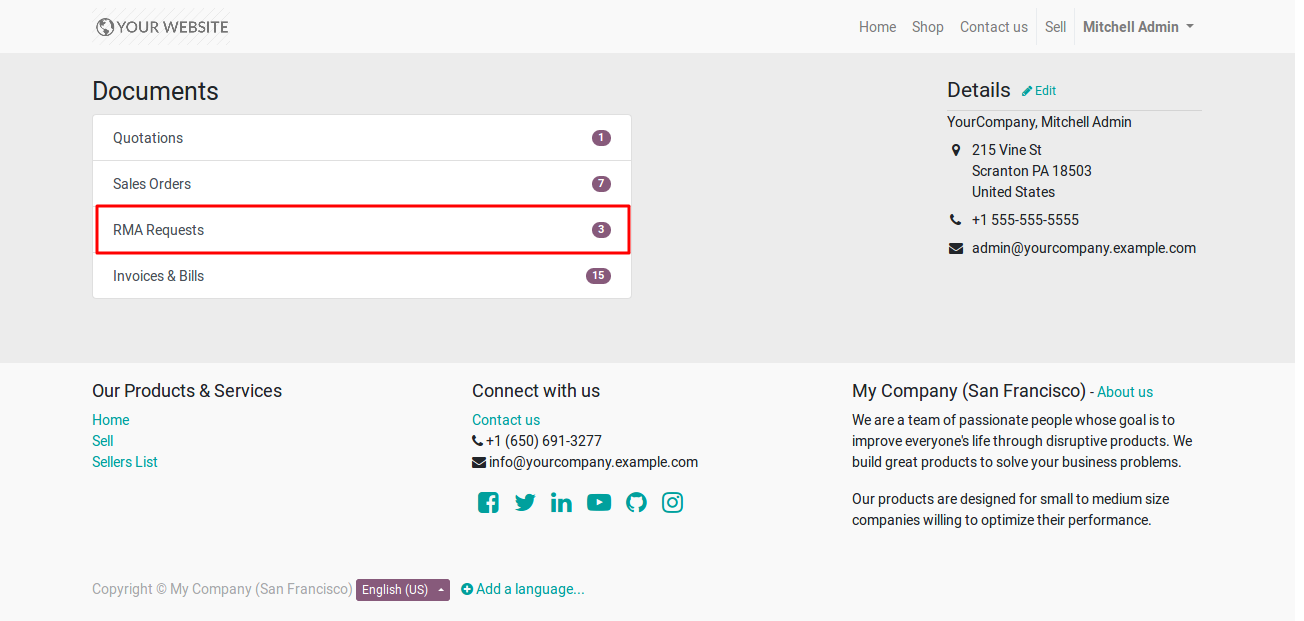 YOUR WEBSITE
Home Shop Contact us Sell Mitchell Admin
Documents
Quotations 1
Sales Orders 7
RMA Requests 3
Invoices & Bills 15
Details Edit
YourCompany, Mitchell Admin
215 Vine St
Scranton PA 18503
United States
+1 555-555-5555
admin@yourcompany.example.com
Our Products & Services
Home
Sell
Sellers List
Connect with us
Contact us
+1 (650) 691-3277
info@yourcompany.example.com
My Company (San Francisco) - About us
We are a team of passionate people whose goal is to
improve everyone's life through disruptive products. We
build great products to solve your business problems.
Our products are designed for small to medium size
companies willing to optimize their performance.
Copyright © My Company (San Francisco) English (US) Add a language...